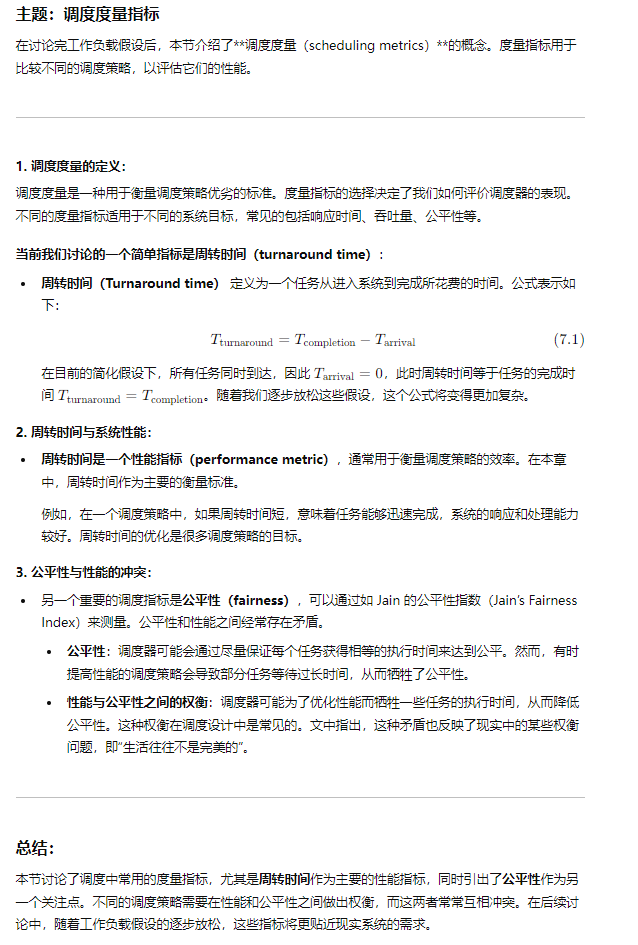 主题：调度度量指标
在讨论完工作负载假设后，本节介绍了**调度度量（scheduling metrics）**的概念。度量指标用于
比较不同的调度策略，以评估它们的性能。
1. 调度度量的定义：
调度度量是一种用于衡量调度策略优劣的标准。度量指标的选择决定了我们如何评价调度器的表现。
不同的度量指标适用于不同的系统目标，常见的包括响应时间、吞吐量、公平性等。
当前我们讨论的一个简单指标是周转时间（turnaround time）：
• 周转时间（Turnaround time） 定义为一个任务从进入系统到完成所花费的时间。公式表示如
下：
T_turnaround = T_completion − T_arrival (7.1)
在目前的简化假设下，所有任务同时到达，因此 T_arrival = 0，此时周转时间等于任务的完成时
间 T_turnaround = T_completion。随着我们逐步放松这些假设，这个公式将变得更加复杂。
2. 周转时间与系统性能：
• 周转时间是一个性能指标（performance metric），通常用于衡量调度策略的效率。在本章
中，周转时间作为主要的衡量标准。
例如，在一个调度策略中，如果周转时间短，意味着任务能够迅速完成，系统的响应和处理能力
较好。周转时间的优化是很多调度策略的目标。
3. 公平性与性能的冲突：
• 另一个重要的调度指标是公平性（fairness），可以通过如 Jain 的公平性指数（Jain’s Fairness
Index）来测量。公平性和性能之间经常存在矛盾。
• 公平性：调度器可能会通过尽量保证每个任务获得相等的执行时间来达到公平。然而，有时
提高性能的调度策略会导致部分任务等待过长时间，从而牺牲了公平性。
• 性能与公平性之间的权衡：调度器可能为了优化性能而牺牲一些任务的执行时间，从而降低
公平性。这种权衡在调度设计中是常见的。文中指出，这种矛盾也反映了现实中的某些权衡
问题，即“生活往往不是完美的”。
总结：
本节讨论了调度中常用的度量指标，尤其是周转时间作为主要的性能指标，同时引出了公平性作为另
一个关注点。不同的调度策略需要在性能和公平性之间做出权衡，而这两者常常互相冲突。在后续讨
论中，随着工作负载假设的逐步放松，这些指标将更贴近现实系统的需求。